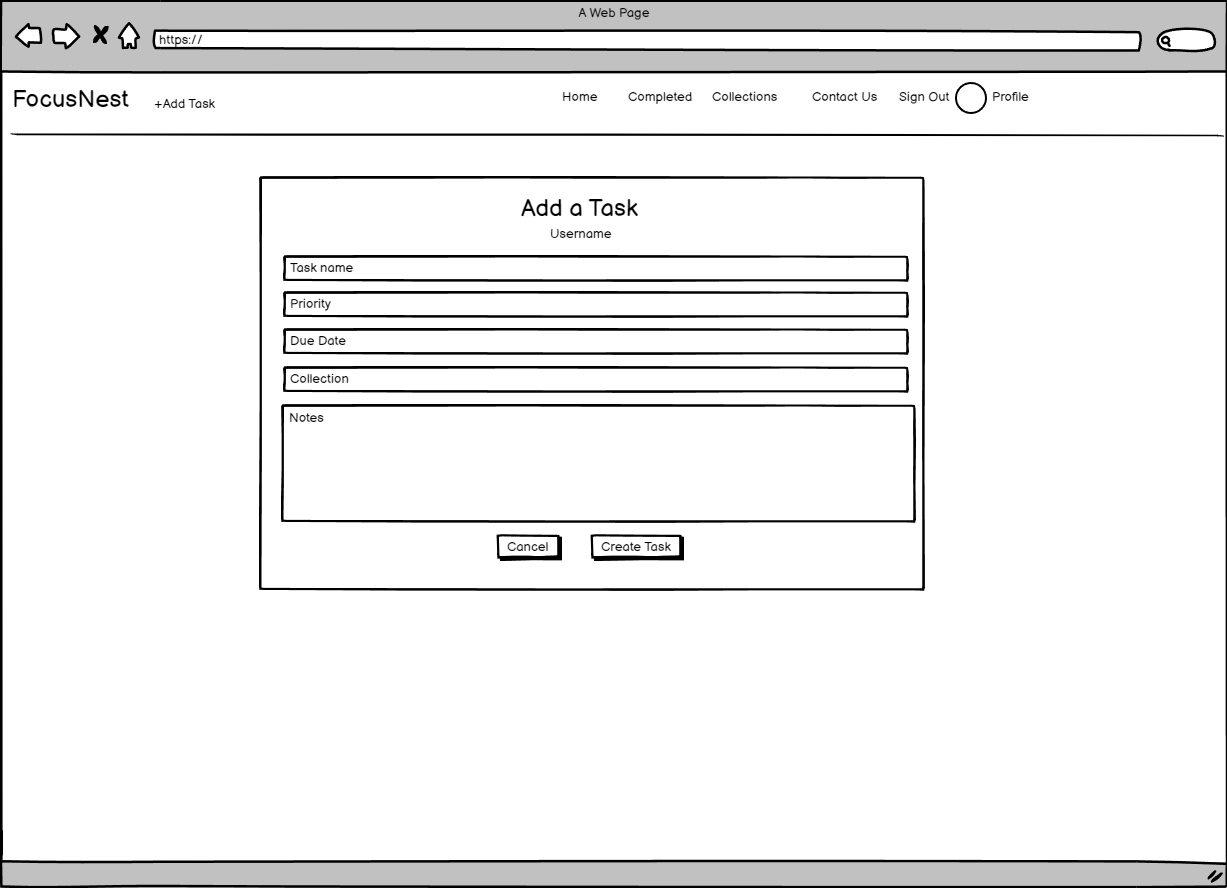 A Web Page
https://
FocusNest +Add Task Home Completed Collections Contact Us Sign Out Profile
Add a Task
Username
Task name
Priority
Due Date
Collection
Notes
Cancel Create Task